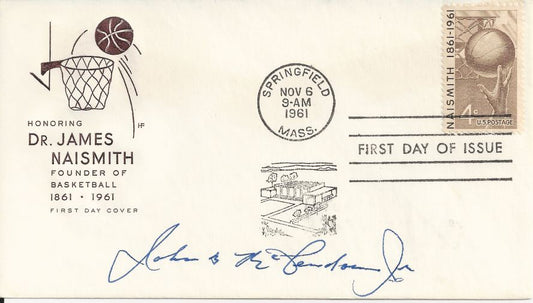 HONORING
DR. JAMES
NAISMITH
FOUNDER OF
BASKETBALL
1861 · 1961
FIRST DAY COVER
HF
SPRINGFIELD
NOV 6
9-AM
1961
MASS.
NAISMITH 1861-1961
4c
U.S. POSTAGE
FIRST DAY OF ISSUE
John B McLendon Jr